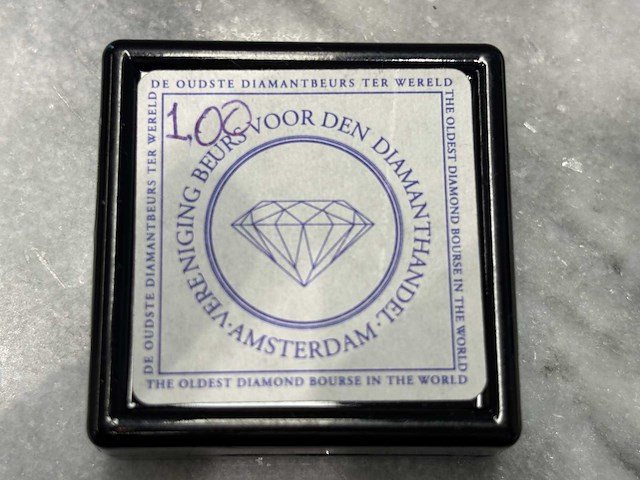 DE OUDSTE DIAMANTBEURS TER WERELD
THE OLDEST DIAMOND BOURSE IN THE WORLD
THE OLDEST DIAMOND BOURSE IN THE WORLD
DE OUDSTE DIAMANTBEURS TER WERELD
1.00
VERENIGING BEURS VOOR DEN DIAMANTHANDEL
·AMSTERDAM·